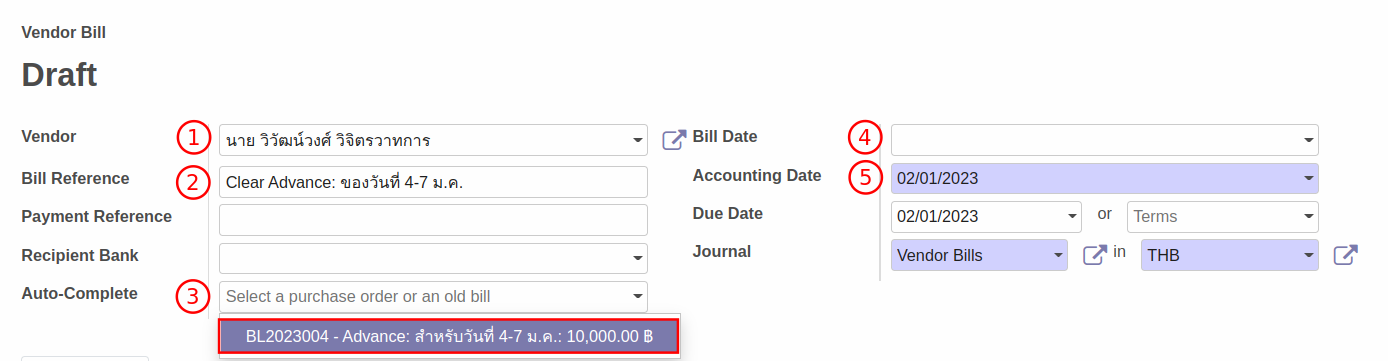 Vendor Bill
Draft
Vendor 1 นาย วิวัฒน์วงศ์ วิจิตรวาทการ
Bill Reference 2 Clear Advance: ของวันที่ 4-7 ม.ค.
Payment Reference
Recipient Bank
Auto-Complete 3 Select a purchase order or an old bill
BL2023004 - Advance: สำหรับวันที่ 4-7 ม.ค.: 10,000.00 ฿
Bill Date 4
Accounting Date 5 02/01/2023
Due Date 02/01/2023 or Terms
Journal Vendor Bills in THB